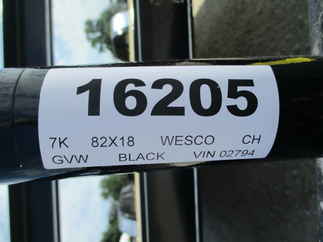 16205
7K 82X18 WESCO CH
GVW BLACK VIN 02794